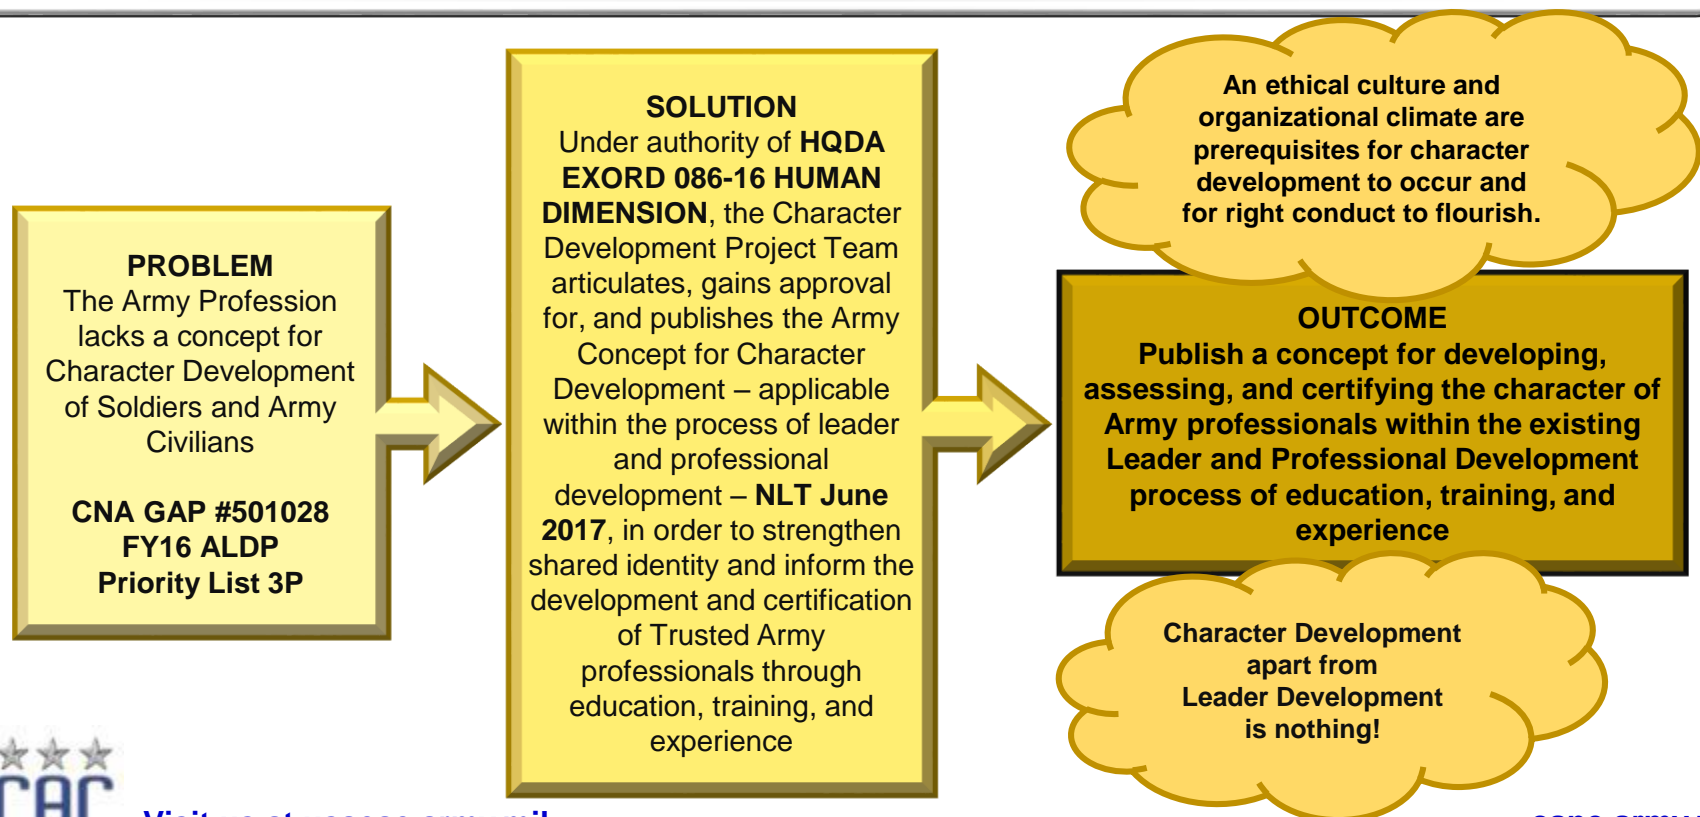 PROBLEM
The Army Profession
lacks a concept for
Character Development
of Soldiers and Army
Civilians
CNA GAP #501028
FY16 ALDP
Priority List 3P
SOLUTION
Under authority of HQDA
EXORD 086-16 HUMAN
DIMENSION, the Character
Development Project Team
articulates, gains approval
for, and publishes the Army
Concept for Character
Development – applicable
within the process of leader
and professional
development – NLT June
2017, in order to strengthen
shared identity and inform the
development and certification
of Trusted Army
professionals through
education, training, and
experience
An ethical culture and
organizational climate are
prerequisites for character
development to occur and
for right conduct to flourish.
OUTCOME
Publish a concept for developing,
assessing, and certifying the character of
Army professionals within the existing
Leader and Professional Development
process of education, training, and
experience
Character Development
apart from
Leader Development
is nothing!
CAC